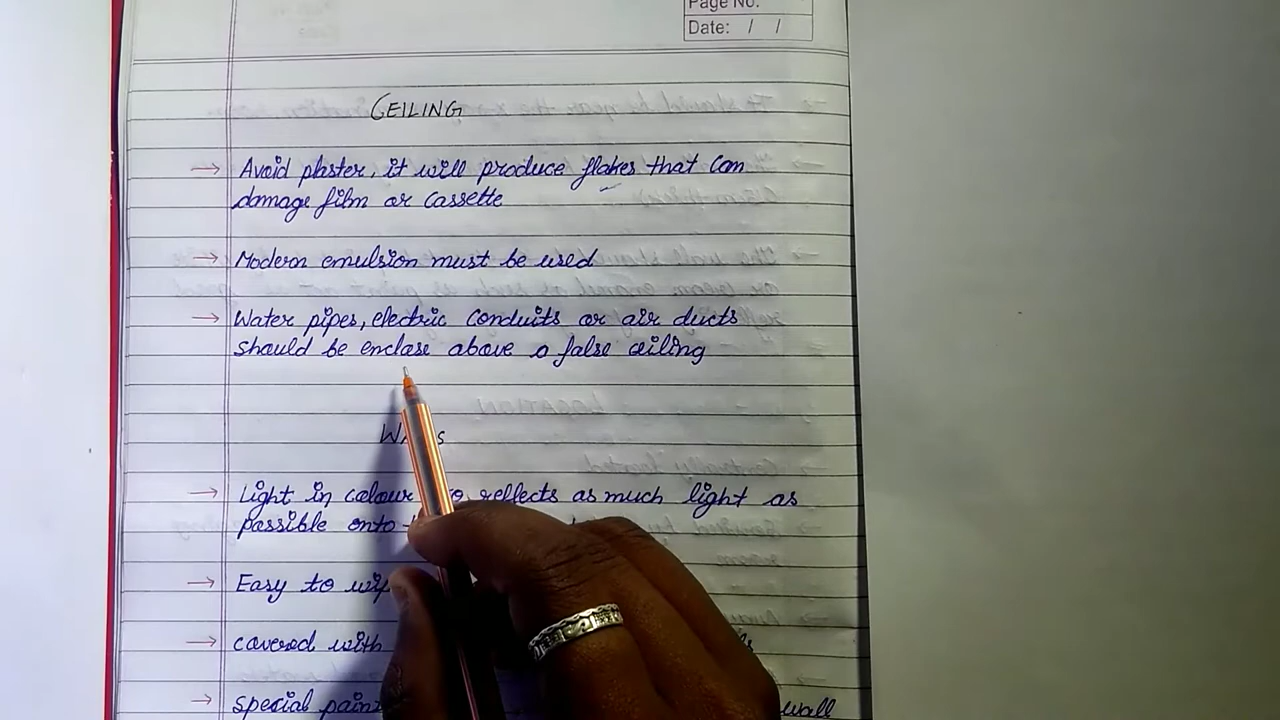 Page No.
Date: / /
CEILING
→ Avoid plaster, it will produce flakes that can
damage film or cassette
→ Modern emulsion must be used
→ Water pipes, electric conduits or air ducts
should be enclose above a false ceiling
→ Light in colour reflects as much light as
possible onto
→ Easy to
→ covered with
→ special wall